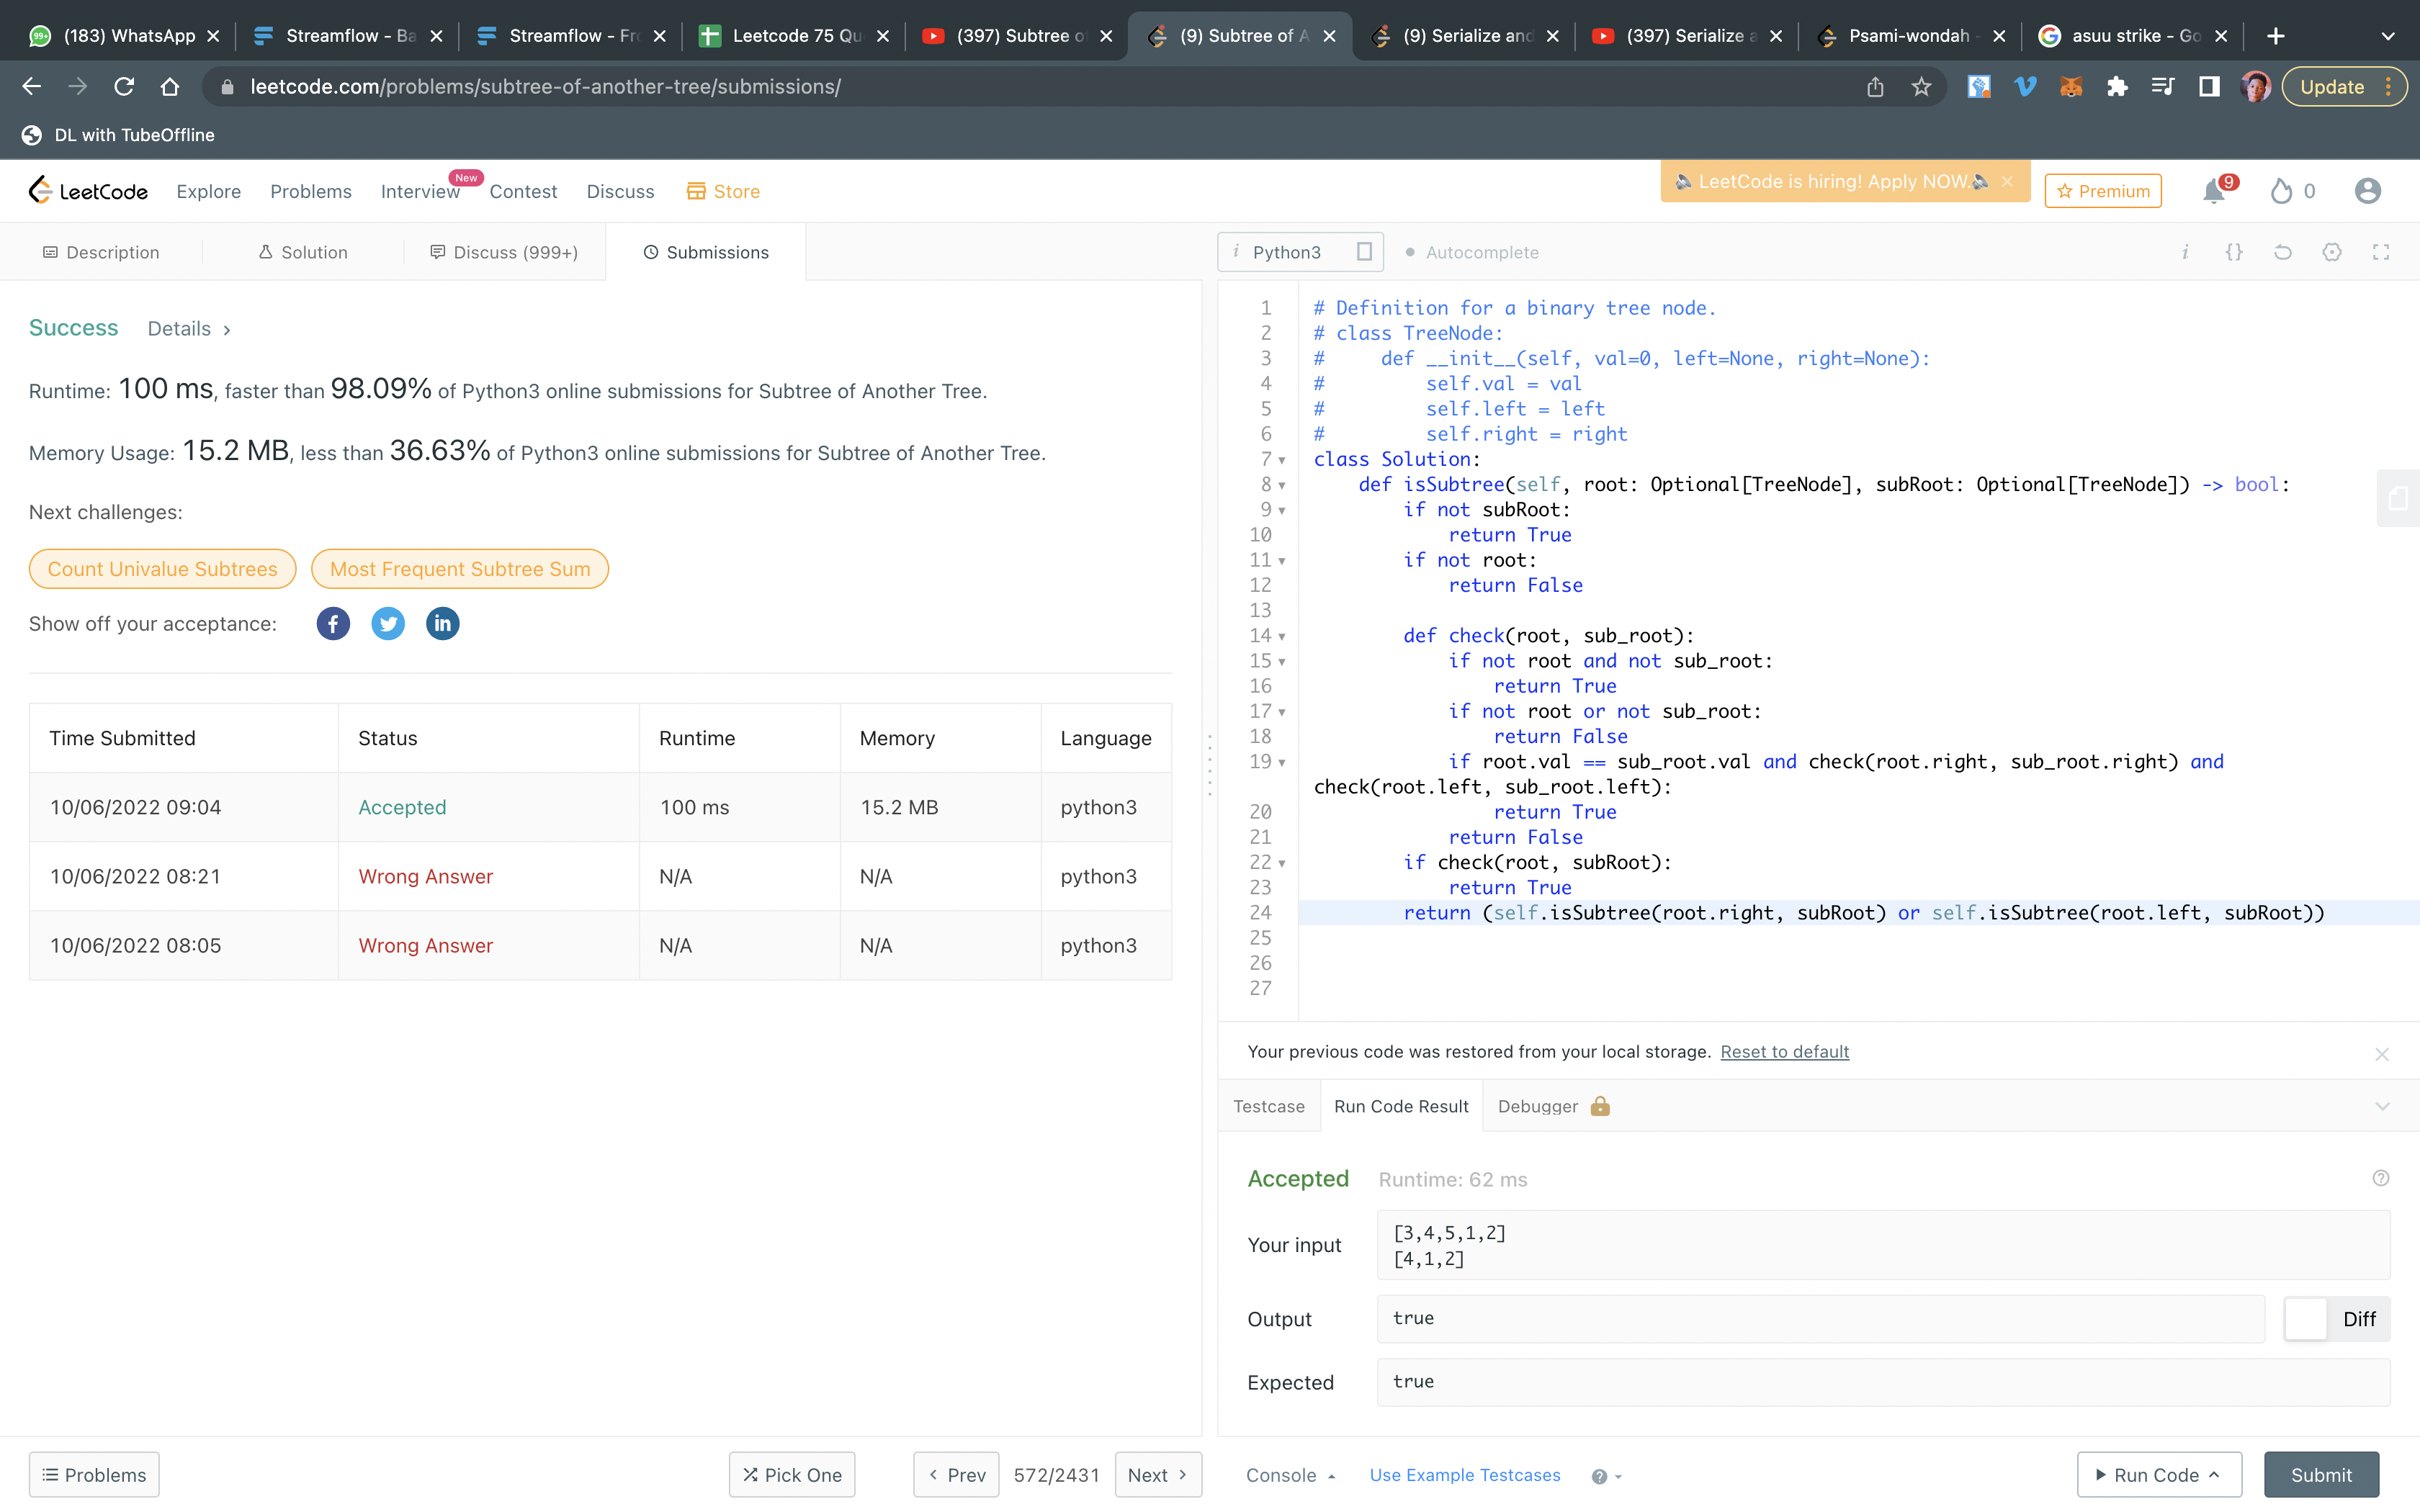 (183) WhatsApp
Streamflow - Ba
Streamflow - Fro
Leetcode 75 Qu
(397) Subtree of
(9) Subtree of A
(9) Serialize and
(397) Serialize a
Psami-wondah -
asuu strike - Go
leetcode.com/problems/subtree-of-another-tree/submissions/
Update
DL with TubeOffline
LeetCode
Explore
Problems
Interview
New
Contest
Discuss
Store
LeetCode is hiring! Apply NOW.
Premium
9
0
Description
Solution
Discuss (999+)
Submissions
Success Details
Runtime: 100 ms, faster than 98.09% of Python3 online submissions for Subtree of Another Tree.
Memory Usage: 15.2 MB, less than 36.63% of Python3 online submissions for Subtree of Another Tree.
Next challenges:
Count Univalue Subtrees
Most Frequent Subtree Sum
Show off your acceptance:
Time Submitted Status Runtime Memory Language
10/06/2022 09:04 Accepted 100 ms 15.2 MB python3
10/06/2022 08:21 Wrong Answer N/A N/A python3
10/06/2022 08:05 Wrong Answer N/A N/A python3
Problems
Pick One
Prev
572/2431
Next
i Python3
Autocomplete
i {}
1 # Definition for a binary tree node.
2 # class TreeNode:
3 #     def __init__(self, val=0, left=None, right=None):
4 #         self.val = val
5 #         self.left = left
6 #         self.right = right
7 class Solution:
8     def isSubtree(self, root: Optional[TreeNode], subRoot: Optional[TreeNode]) -> bool:
9         if not subRoot:
10             return True
11         if not root:
12             return False
13
14         def check(root, sub_root):
15             if not root and not sub_root:
16                 return True
17             if not root or not sub_root:
18                 return False
19             if root.val == sub_root.val and check(root.right, sub_root.right) and
check(root.left, sub_root.left):
20                 return True
21             return False
22         if check(root, subRoot):
23             return True
24         return (self.isSubtree(root.right, subRoot) or self.isSubtree(root.left, subRoot))
25
26
27
Your previous code was restored from your local storage. Reset to default
Testcase
Run Code Result
Debugger
Accepted Runtime: 62 ms
Your input
[3,4,5,1,2]
[4,1,2]
Output
true
Diff
Expected
true
Console
Use Example Testcases
Run Code
Submit